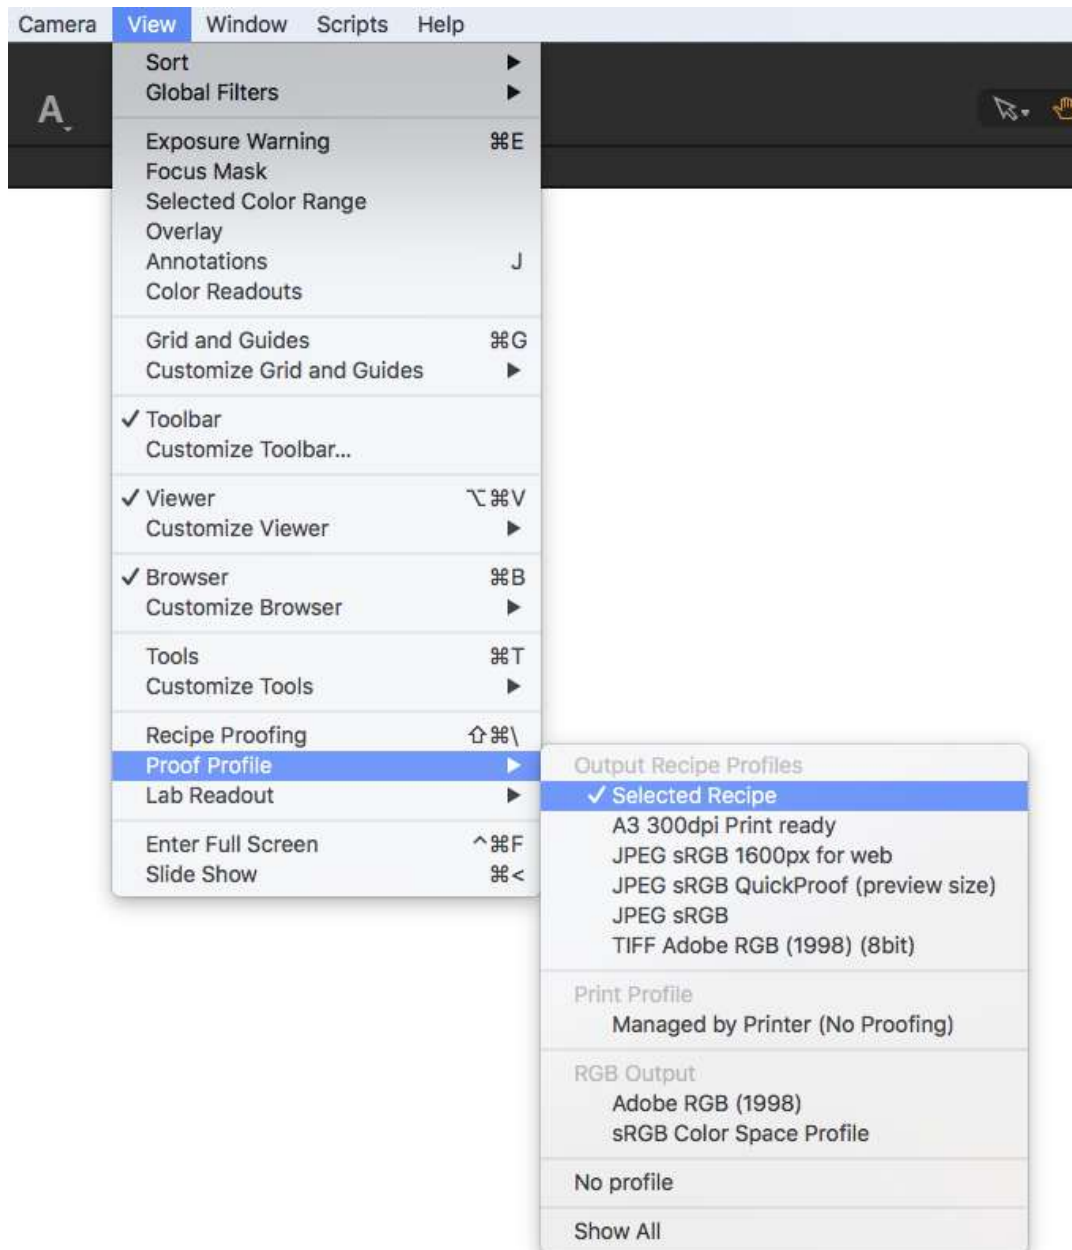 Camera View Window Scripts Help
A
Sort ▶
Global Filters ▶
Exposure Warning ⌘E
Focus Mask
Selected Color Range
Overlay
Annotations J
Color Readouts
Grid and Guides ⌘G
Customize Grid and Guides ▶
✓ Toolbar
Customize Toolbar...
✓ Viewer ⌥⌘V
Customize Viewer ▶
✓ Browser ⌘B
Customize Browser ▶
Tools ⌘T
Customize Tools ▶
Recipe Proofing ⇧⌘\
Proof Profile ▶
Lab Readout ▶
Enter Full Screen ^⌘F
Slide Show ⌘<
Output Recipe Profiles
✓ Selected Recipe
A3 300dpi Print ready
JPEG sRGB 1600px for web
JPEG sRGB QuickProof (preview size)
JPEG sRGB
TIFF Adobe RGB (1998) (8bit)
Print Profile
Managed by Printer (No Proofing)
RGB Output
Adobe RGB (1998)
sRGB Color Space Profile
No profile
Show All